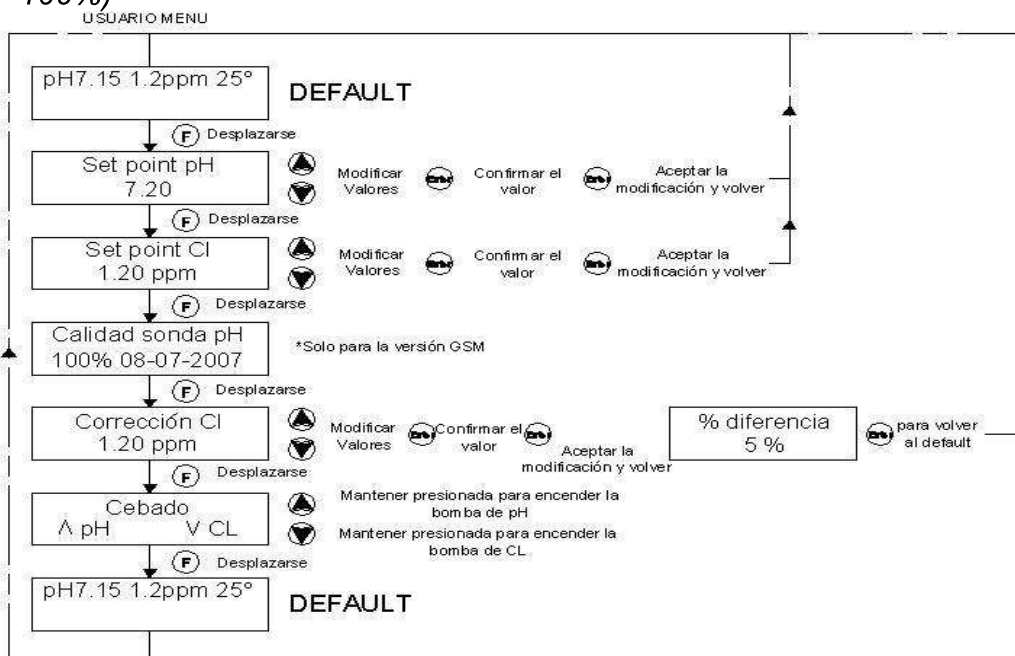 100%)
USUARIO MENU
pH7.15 1.2ppm 25º
DEFAULT
F Desplazarse
Set point pH
7.20
Modificar
Valores
Confirmar el
valor
Aceptar la
modificación y volver
F Desplazarse
Set point Cl
1.20 ppm
Modificar
Valores
Confirmar el
valor
Aceptar la
modificación y volver
F Desplazarse
Calidad sonda pH
100% 08-07-2007
*Solo para la versión GSM
F Desplazarse
Corrección Cl
1.20 ppm
Modificar
Valores
Confirmar el
valor
Aceptar la
modificación y volver
% diferencia
5 %
para volver
al default
F Desplazarse
Cebado
Λ pH V CL
Mantener presionada para encender la
bomba de pH
Mantener presionada para encender la
bomba de CL
F Desplazarse
pH7.15 1.2ppm 25º
DEFAULT